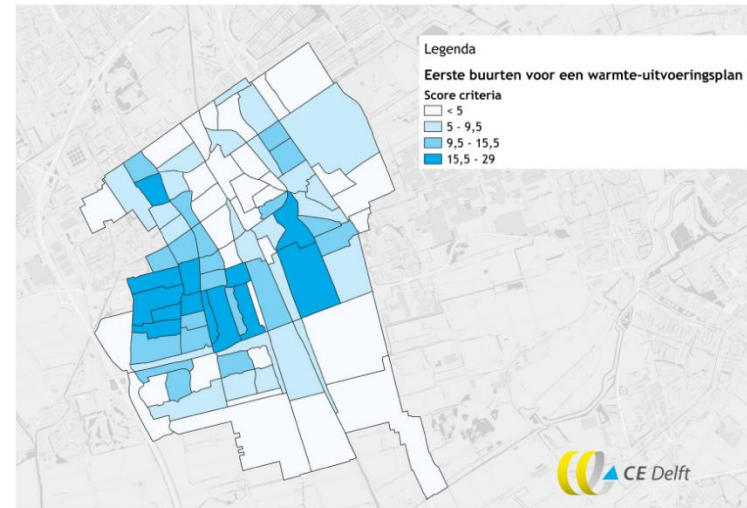 Legenda
Eerste buurten voor een warmte-uitvoeringsplan
Score criteria
< 5
5 - 9,5
9,5 - 15,5
15,5 - 29
CE Delft